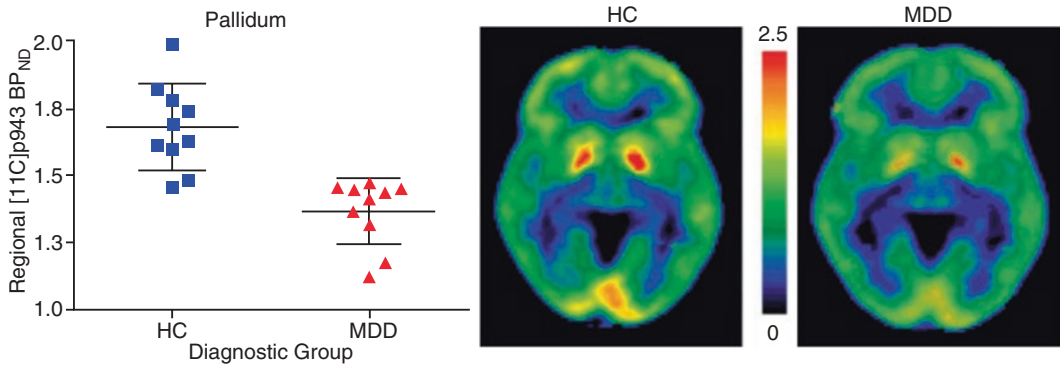 Pallidum
Regional [11C]p943 BP_ND
2.0
1.8
1.5
1.3
1.0
HC
MDD
Diagnostic Group
HC
2.5
0
MDD